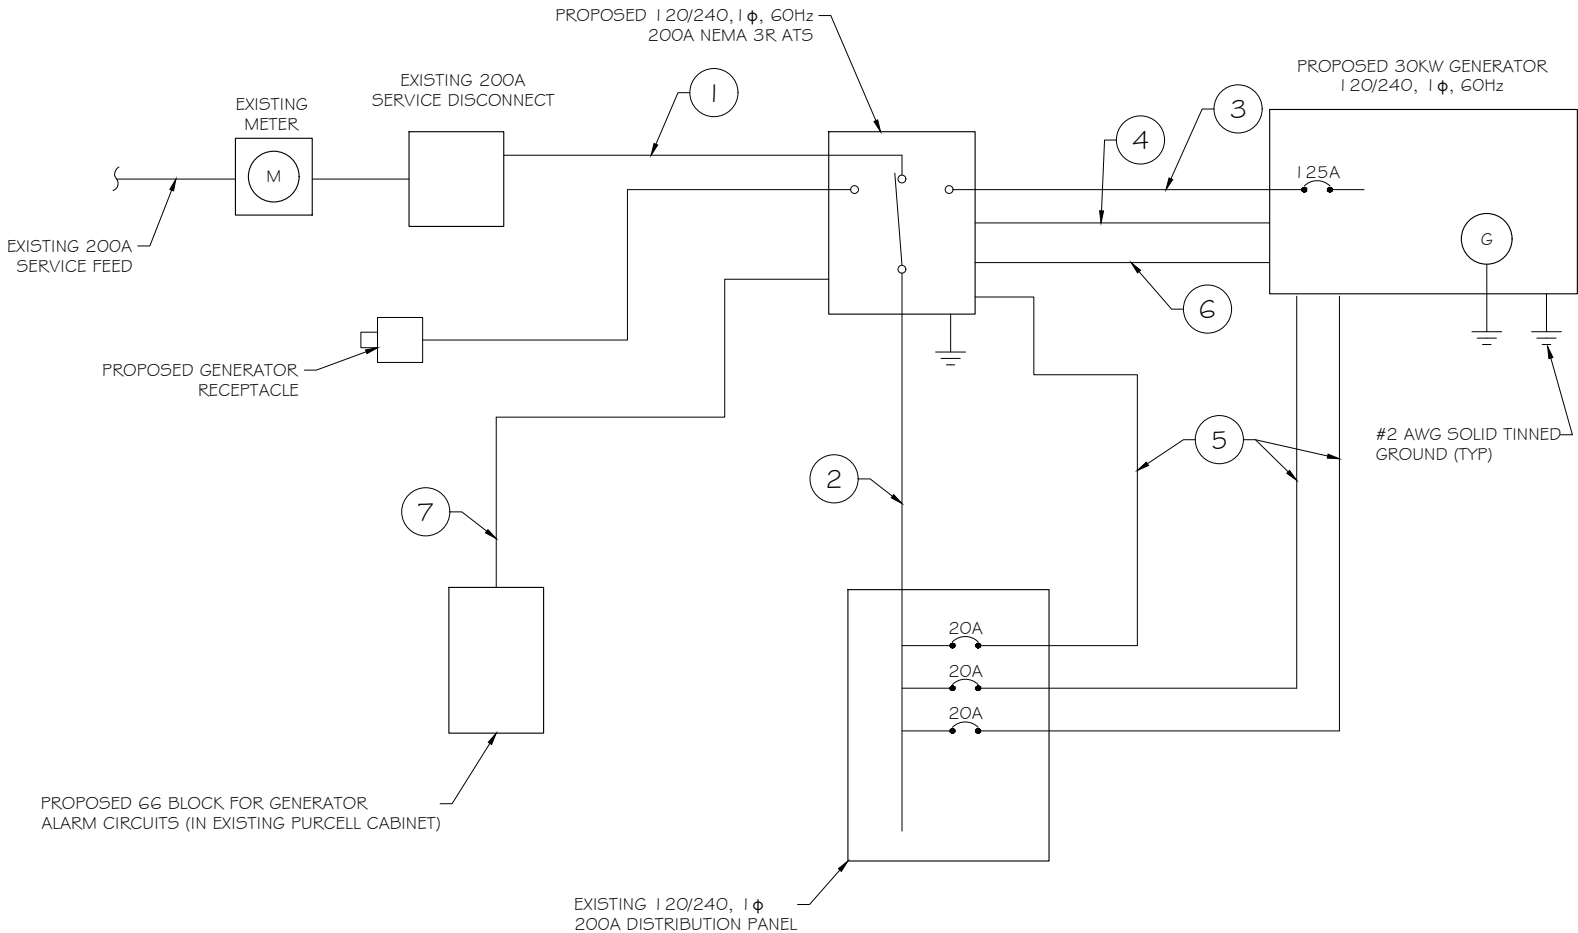 PROPOSED 120/240,1ϕ, 60Hz
200A NEMA 3R ATS
EXISTING 200A
SERVICE DISCONNECT
1
PROPOSED 30KW GENERATOR
120/240, 1ϕ, 60Hz
EXISTING
METER
3
4
M
125A
G
EXISTING 200A
SERVICE FEED
6
PROPOSED GENERATOR
RECEPTACLE
#2 AWG SOLID TINNED
GROUND (TYP)
5
2
7
20A
20A
20A
PROPOSED 66 BLOCK FOR GENERATOR
ALARM CIRCUITS (IN EXISTING PURCELL CABINET)
EXISTING 120/240, 1ϕ
200A DISTRIBUTION PANEL